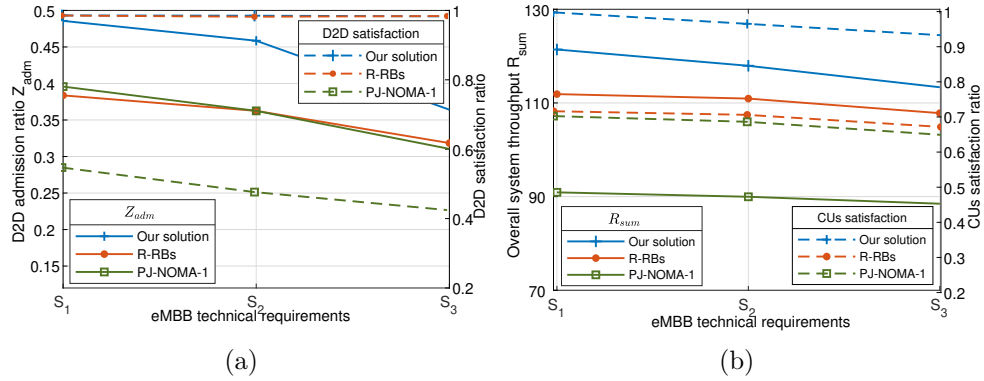 0.5
0.45
0.4
0.35
0.3
0.25
0.2
0.15
D2D admission ratio Z_adm
1
0.8
0.6
0.4
0.2
D2D satisfaction ratio
D2D satisfaction
Our solution
R-RBs
PJ-NOMA-1
Z_adm
Our solution
R-RBs
PJ-NOMA-1
S_1
S_2
S_3
eMBB technical requirements
(a)
130
110
90
70
Overall system throughput R_sum
1
0.9
0.8
0.7
0.6
0.5
0.4
0.3
0.2
CUs satisfaction ratio
R_sum
Our solution
R-RBs
PJ-NOMA-1
CUs satisfaction
Our solution
R-RBs
PJ-NOMA-1
S_1
S_2
S_3
eMBB technical requirements
(b)